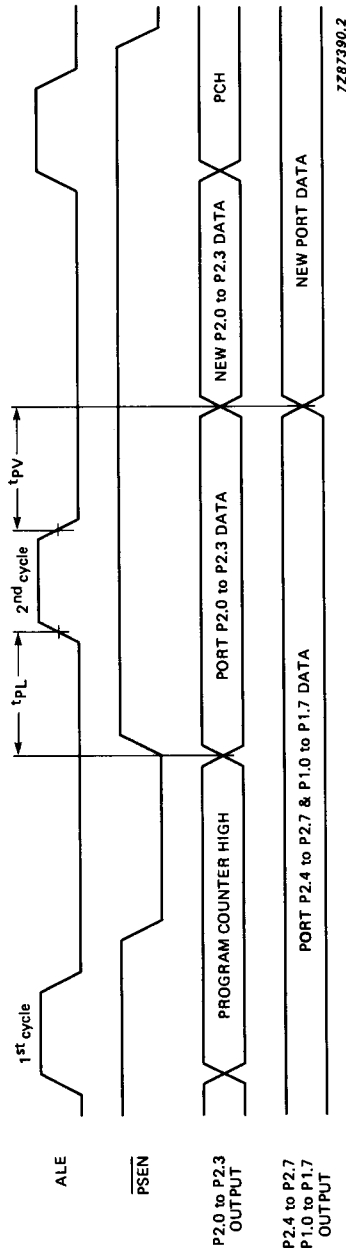 1st cycle
tPL
2nd cycle
tPV
ALE
PSEN
P2.0 to P2.3
OUTPUT
PROGRAM COUNTER HIGH
PORT P2.0 to P2.3 DATA
NEW P2.0 to P2.3 DATA
PCH
P2.4 to P2.7
P1.0 to P1.7
OUTPUT
PORT P2.4 to P2.7 & P1.0 to P1.7 DATA
NEW PORT DATA
7Z87390.2